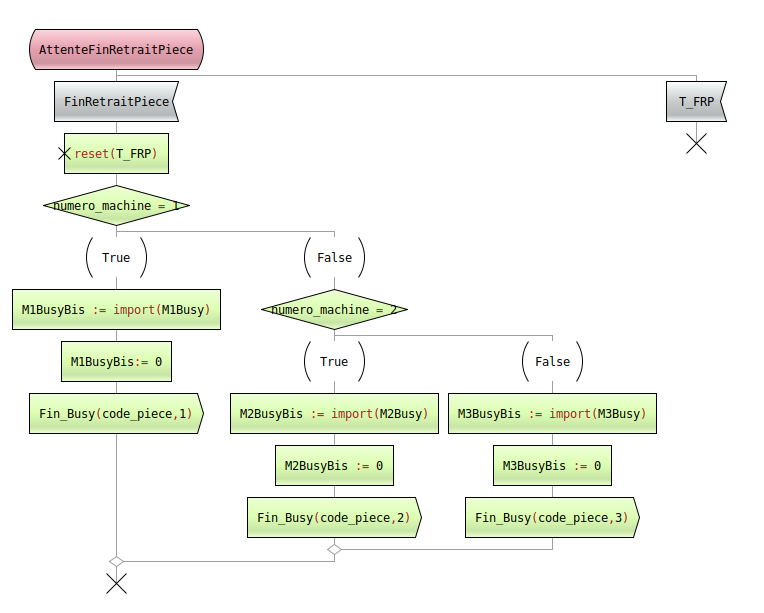 AttenteFinRetraitPiece
FinRetraitPiece
T_FRP
reset(T_FRP)
numero_machine = 1
True
False
M1BusyBis := import(M1Busy)
numero_machine = 2
M1BusyBis:= 0
True
False
Fin_Busy(code_piece,1)
M2BusyBis := import(M2Busy)
M3BusyBis := import(M3Busy)
M2BusyBis := 0
M3BusyBis := 0
Fin_Busy(code_piece,2)
Fin_Busy(code_piece,3)